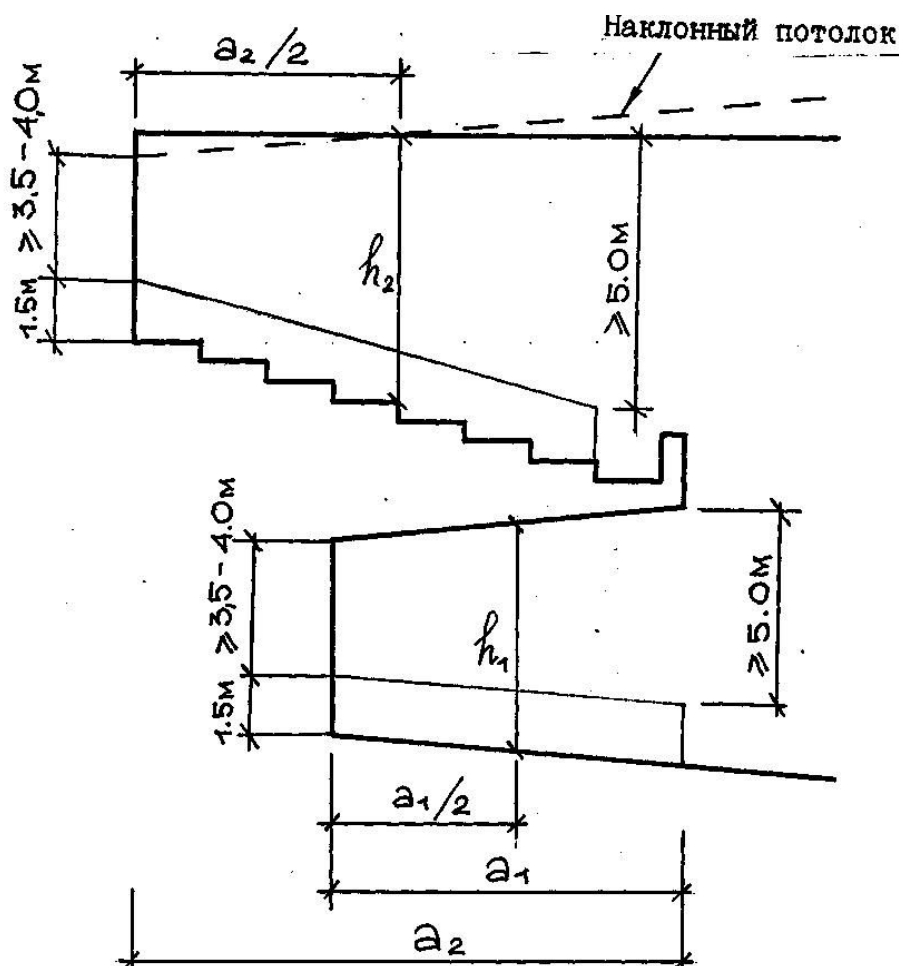 Наклонный потолок
a₂/2
≥3,5-4,0м
1.5м
h₂
≥5.0м
≥3,5-4.0м
1.5м
h₁
≥5.0м
a₁/2
a₁
a₂